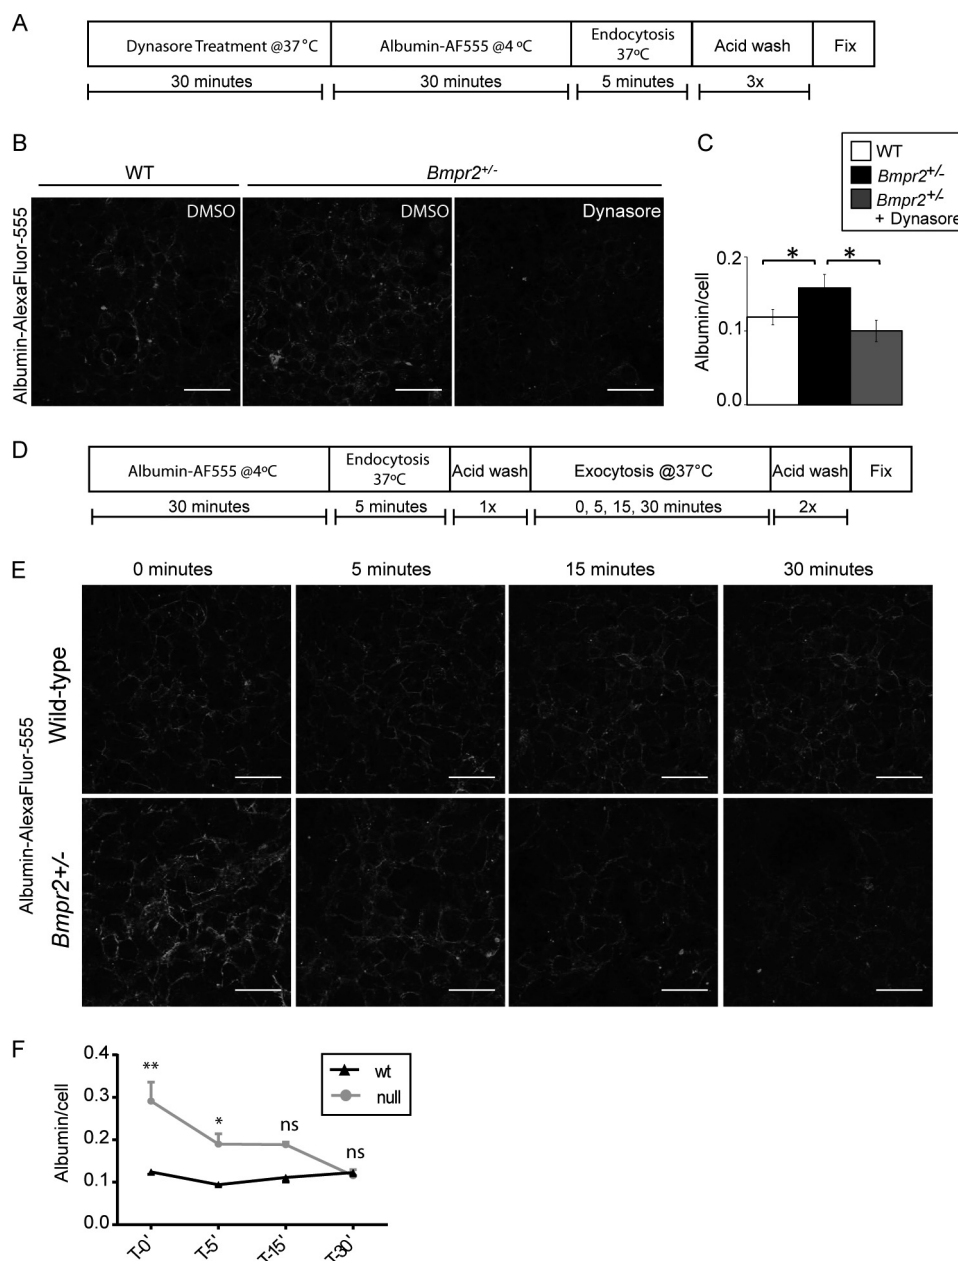 A
Dynasore Treatment @37°C
Albumin-AF555 @4 ºC
Endocytosis
37ºC
Acid wash
Fix
30 minutes
30 minutes
5 minutes
3x
B
WT
Bmpr2+/-
Albumin-AlexaFluor-555
DMSO
DMSO
Dynasore
C
WT
Bmpr2+/-
Bmpr2+/-
+ Dynasore
Albumin/cell
0.2
0.1
0.0
*
*
D
Albumin-AF555 @4ºC
Endocytosis
37ºC
Acid wash
Exocytosis @37°C
Acid wash
Fix
30 minutes
5 minutes
1x
0, 5, 15, 30 minutes
2x
E
0 minutes
5 minutes
15 minutes
30 minutes
Albumin-AlexaFluor-555
Wild-type
Bmpr2+/-
F
Albumin/cell
0.4
0.3
0.2
0.1
0.0
**
*
ns
ns
wt
null
T-0'
T-5'
T-15'
T-30'